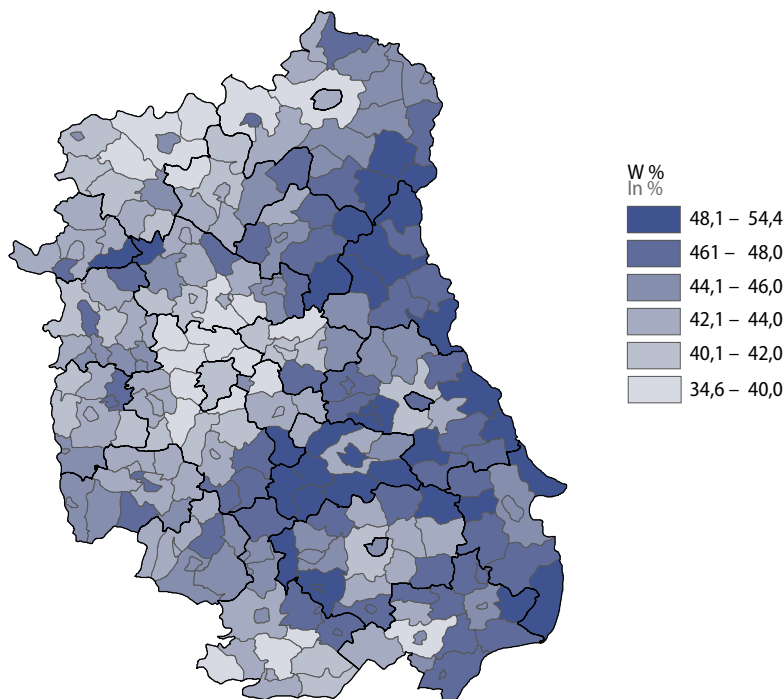 W %
In %
48,1 – 54,4
461 – 48,0
44,1 – 46,0
42,1 – 44,0
40,1 – 42,0
34,6 – 40,0